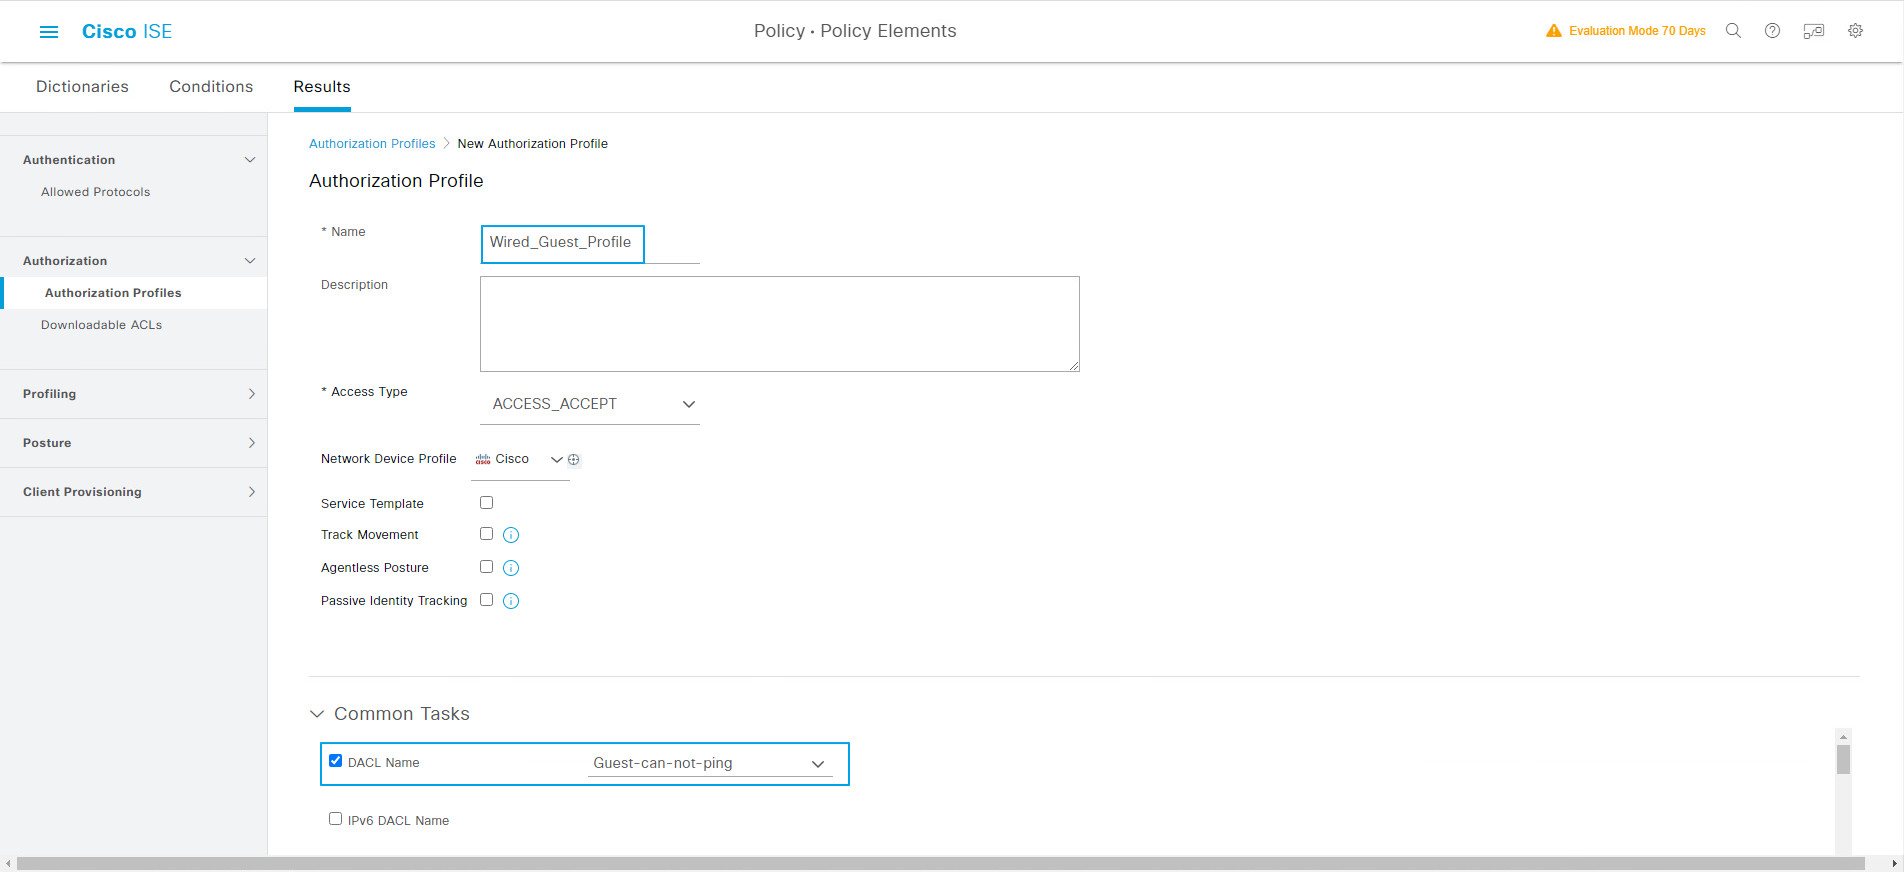 Cisco ISE
Policy · Policy Elements
Evaluation Mode 70 Days
Dictionaries
Conditions
Results
Authentication
Allowed Protocols
Authorization
Authorization Profiles
Downloadable ACLs
Profiling
Posture
Client Provisioning
Authorization Profiles
New Authorization Profile
Authorization Profile
* Name
Wired_Guest_Profile
Description
* Access Type
ACCESS_ACCEPT
Network Device Profile
cisco
Cisco
Service Template
Track Movement
Agentless Posture
Passive Identity Tracking
Common Tasks
DACL Name
Guest-can-not-ping
IPv6 DACL Name